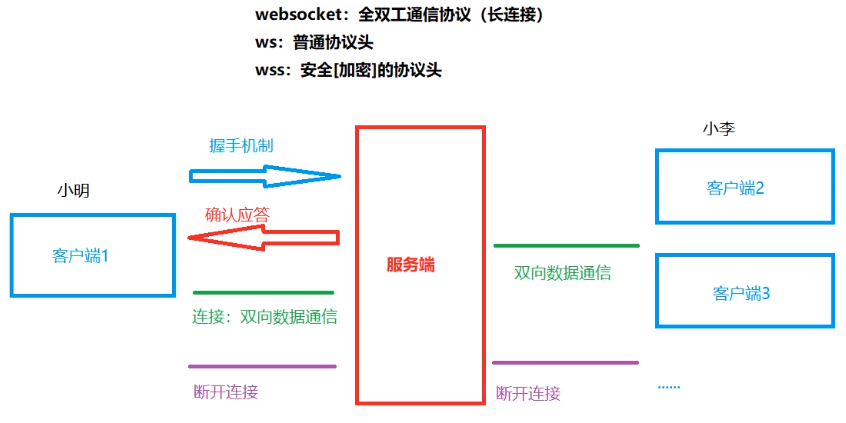 websocket：全双工通信协议（长连接）
ws：普通协议头
wss：安全[加密]的协议头
小李
握手机制
客户端2
小明
确认应答
客户端1
服务端
双向数据通信
客户端3
连接：双向数据通信
断开连接
断开连接
......